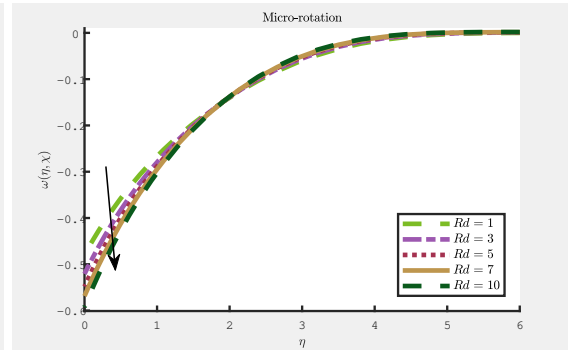 Micro-rotation
0
-0.1
-0.2
-0.3
-0.4
-0.5
-0.6
ω(η, χ)
Rd = 1
Rd = 3
Rd = 5
Rd = 7
Rd = 10
0 1 2 3 4 5 6
η